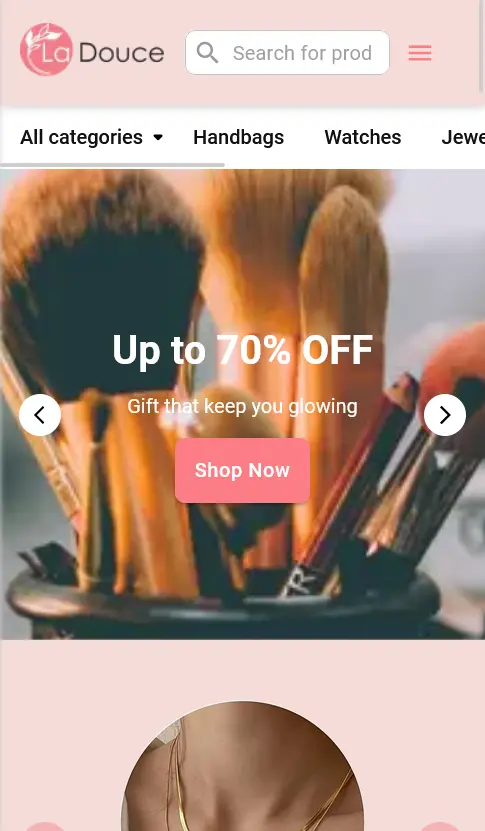 La Douce
Search for prod
All categories
Handbags
Watches
Jewe
Up to 70% OFF
Gift that keep you glowing
Shop Now